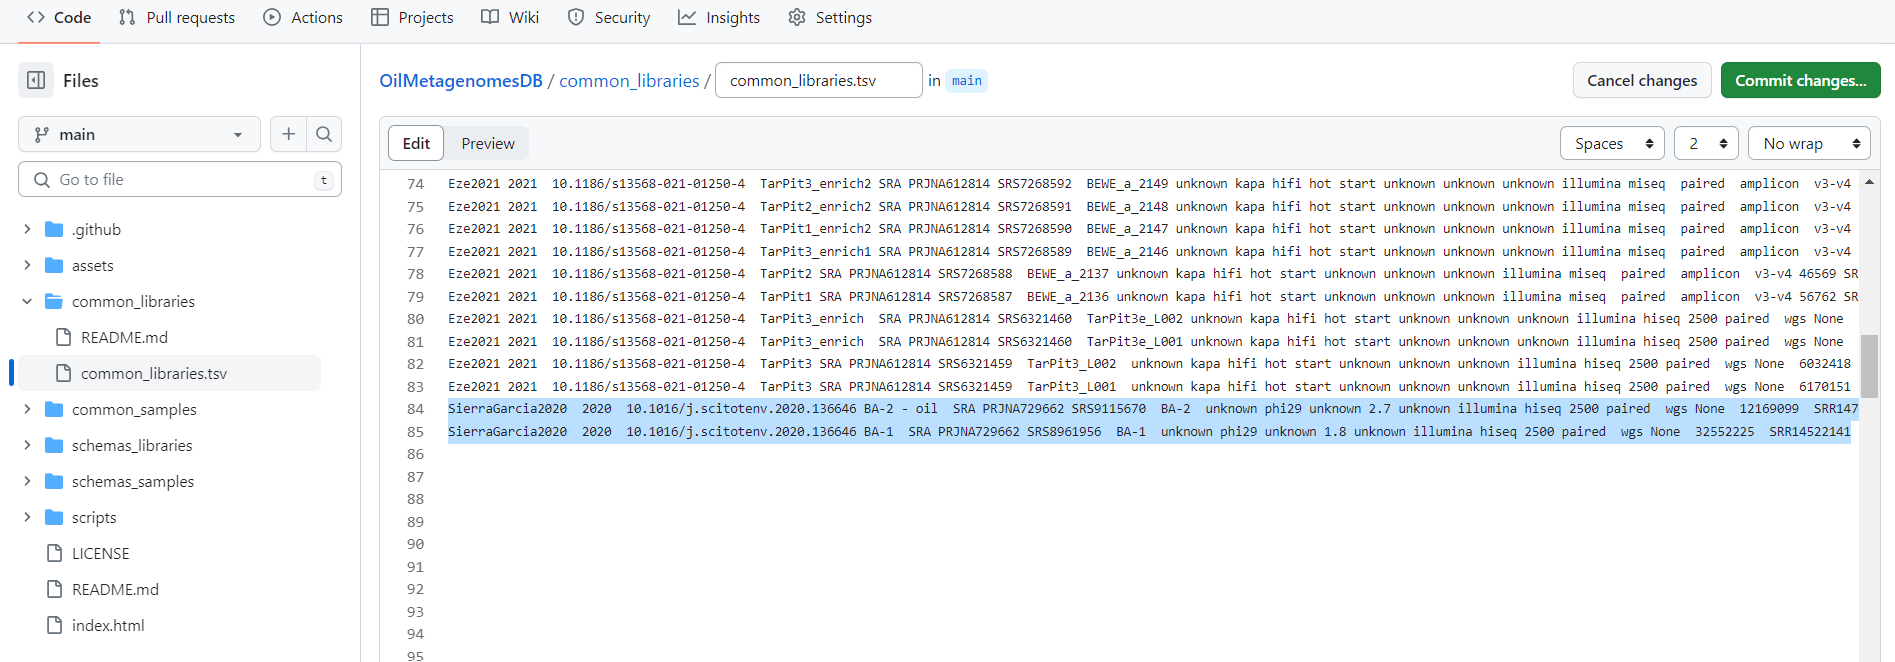 Code Pull requests Actions Projects Wiki Security Insights Settings
Files
main
Go to file t
.github
assets
common_libraries
README.md
common_libraries.tsv
common_samples
schemas_libraries
schemas_samples
scripts
LICENSE
README.md
index.html
OilMetagenomesDB / common_libraries / common_libraries.tsv in main
Cancel changes Commit changes...
Edit Preview
Spaces 2 No wrap
74 Eze2021 2021 10.1186/s13568-021-01250-4 TarPit3_enrich2 SRA PRJNA612814 SRS7268592 BEWE_a_2149 unknown kapa hifi hot start unknown unknown unknown illumina miseq paired amplicon v3-v4
75 Eze2021 2021 10.1186/s13568-021-01250-4 TarPit2_enrich2 SRA PRJNA612814 SRS7268591 BEWE_a_2148 unknown kapa hifi hot start unknown unknown unknown illumina miseq paired amplicon v3-v4
76 Eze2021 2021 10.1186/s13568-021-01250-4 TarPit1_enrich2 SRA PRJNA612814 SRS7268590 BEWE_a_2147 unknown kapa hifi hot start unknown unknown unknown illumina miseq paired amplicon v3-v4
77 Eze2021 2021 10.1186/s13568-021-01250-4 TarPit3_enrich1 SRA PRJNA612814 SRS7268589 BEWE_a_2146 unknown kapa hifi hot start unknown unknown unknown illumina miseq paired amplicon v3-v4
78 Eze2021 2021 10.1186/s13568-021-01250-4 TarPit2 SRA PRJNA612814 SRS7268588 BEWE_a_2137 unknown kapa hifi hot start unknown unknown unknown illumina miseq paired amplicon v3-v4 46569 SR
79 Eze2021 2021 10.1186/s13568-021-01250-4 TarPit1 SRA PRJNA612814 SRS7268587 BEWE_a_2136 unknown kapa hifi hot start unknown unknown unknown illumina miseq paired amplicon v3-v4 56762 SR
80 Eze2021 2021 10.1186/s13568-021-01250-4 TarPit3_enrich SRA PRJNA612814 SRS6321460 TarPit3e_L002 unknown kapa hifi hot start unknown unknown unknown illumina hiseq 2500 paired wgs None
81 Eze2021 2021 10.1186/s13568-021-01250-4 TarPit3_enrich SRA PRJNA612814 SRS6321460 TarPit3e_L001 unknown kapa hifi hot start unknown unknown unknown illumina hiseq 2500 paired wgs None
82 Eze2021 2021 10.1186/s13568-021-01250-4 TarPit3 SRA PRJNA612814 SRS6321459 TarPit3_L002 unknown kapa hifi hot start unknown unknown unknown illumina hiseq 2500 paired wgs None 6032418
83 Eze2021 2021 10.1186/s13568-021-01250-4 TarPit3 SRA PRJNA612814 SRS6321459 TarPit3_L001 unknown kapa hifi hot start unknown unknown unknown illumina hiseq 2500 paired wgs None 6170151
84 SierraGarcia2020 2020 10.1016/j.scitotenv.2020.136646 BA-2 - oil SRA PRJNA729662 SRS9115670 BA-2 unknown phi29 unknown 2.7 unknown illumina hiseq 2500 paired wgs None 12169099 SRR147
85 SierraGarcia2020 2020 10.1016/j.scitotenv.2020.136646 BA-1 SRA PRJNA729662 SRS8961956 BA-1 unknown phi29 unknown 1.8 unknown illumina hiseq 2500 paired wgs None 32552225 SRR14522141
86
87
88
89
90
91
92
93
94
95